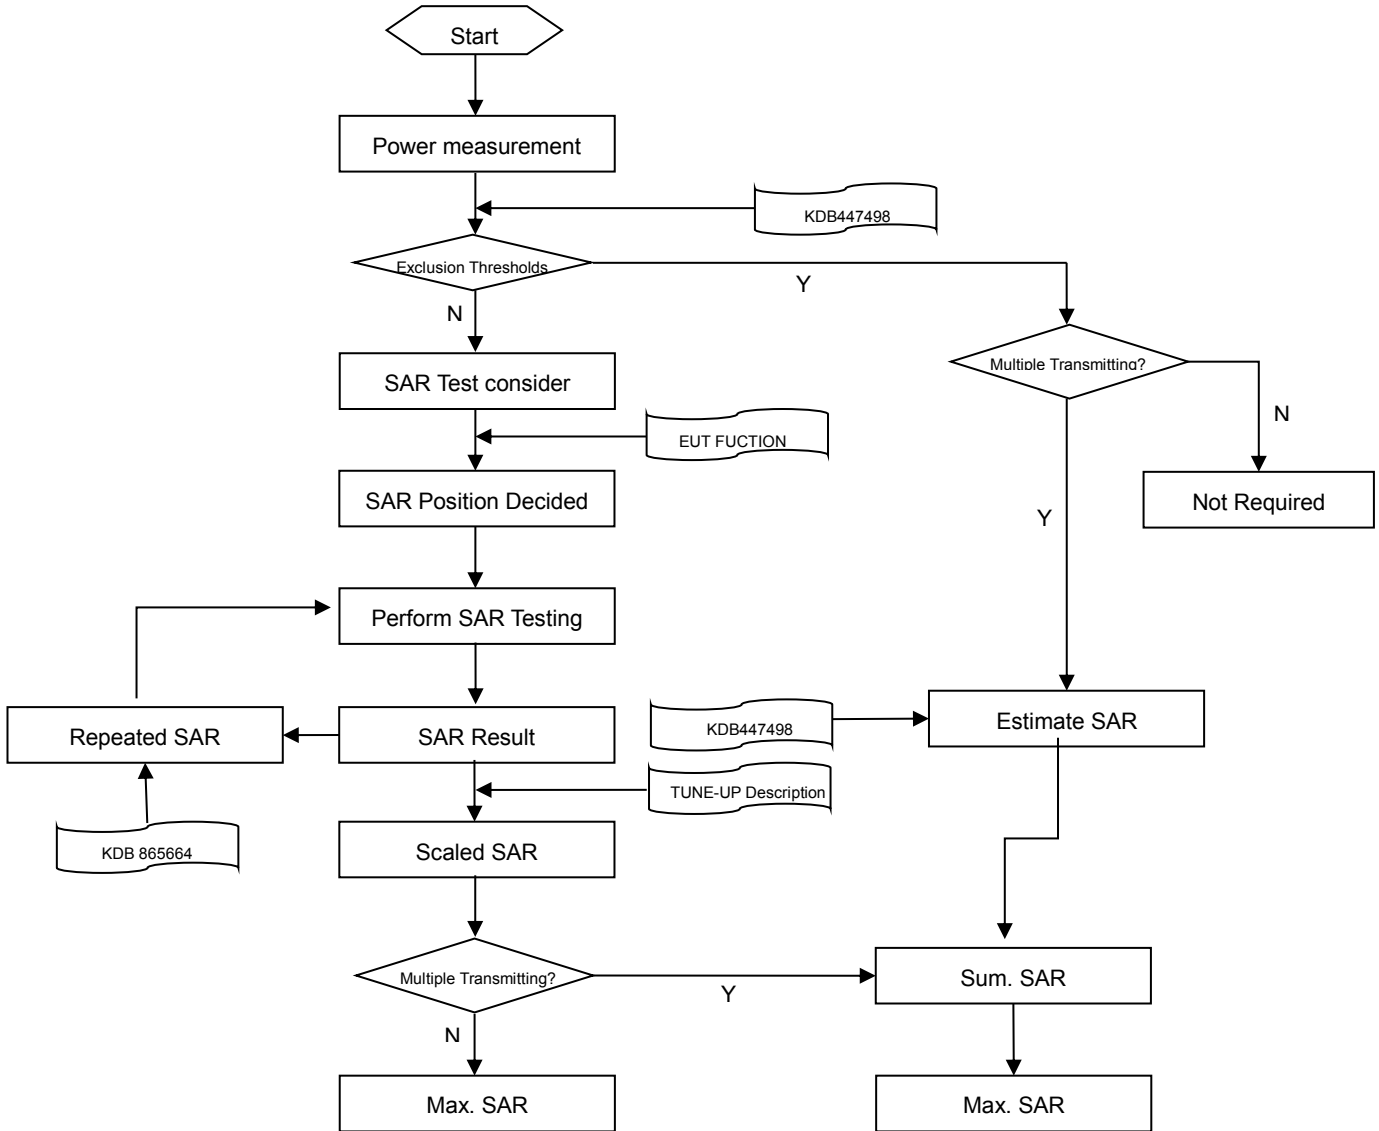 Start
Power measurement
KDB447498
Exclusion Thresholds
Y
N
Multiple Transmitting?
SAR Test consider
N
EUT FUCTION
SAR Position Decided
Not Required
Y
Perform SAR Testing
Repeated SAR
SAR Result
KDB447498
Estimate SAR
TUNE-UP Description
KDB 865664
Scaled SAR
Multiple Transmitting?
Y
Sum. SAR
N
Max. SAR
Max. SAR